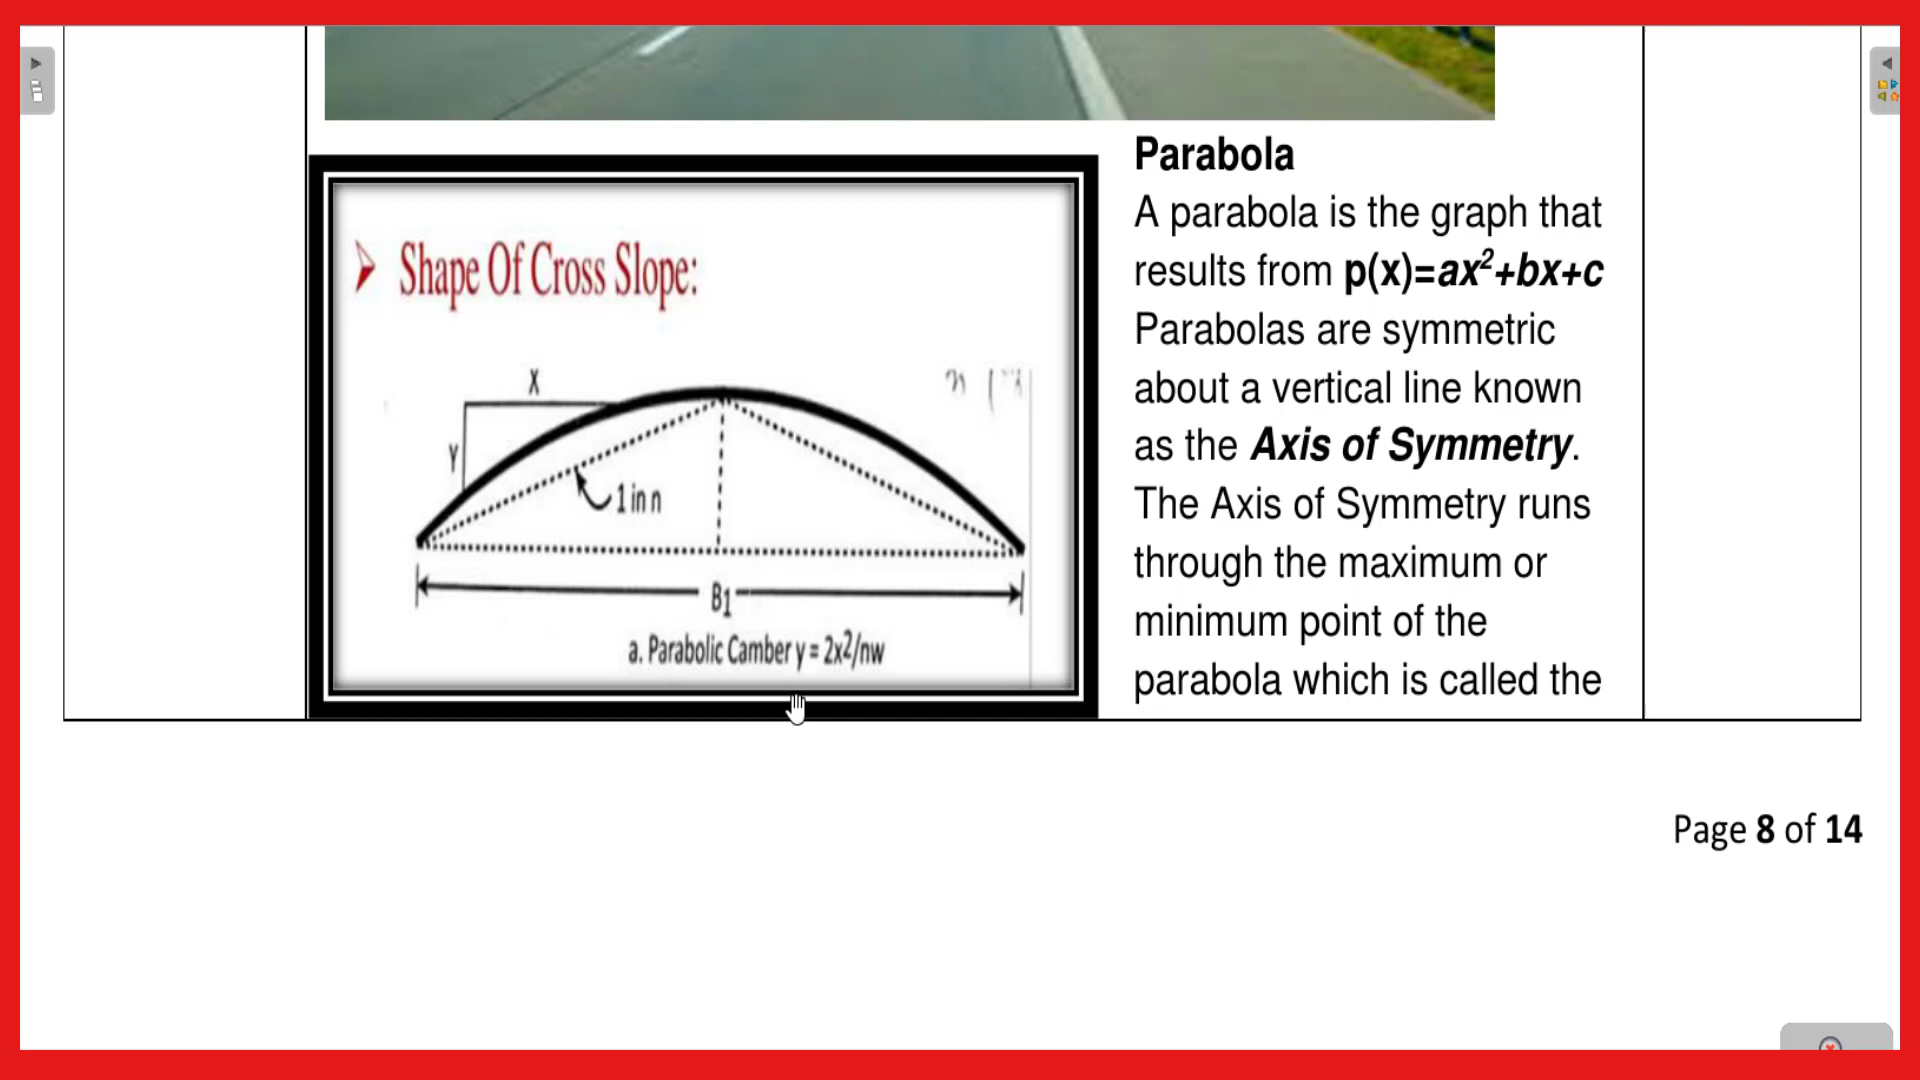 Parabola
A parabola is the graph that
results from p(x)=ax²+bx+c
Parabolas are symmetric
about a vertical line known
as the Axis of Symmetry.
The Axis of Symmetry runs
through the maximum or
minimum point of the
parabola which is called the
Shape Of Cross Slope:
X
Y
1 in n
B1
a. Parabolic Camber y = 2x2/nw
Page 8 of 14